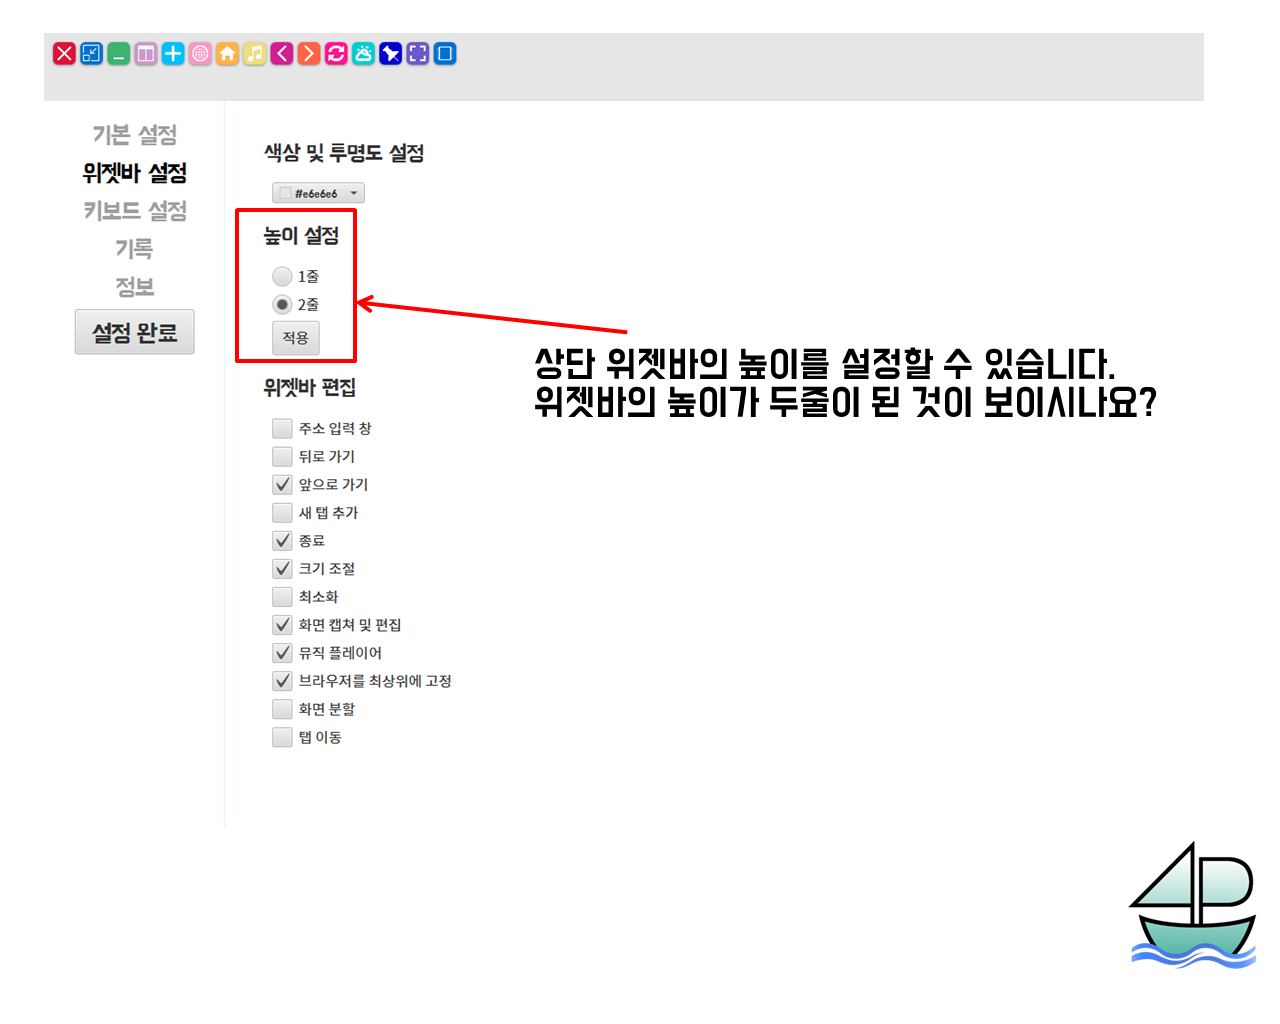 기본 설정
위젯바 설정
키보드 설정
기록
정보
설정 완료
색상 및 투명도 설정
#e6e6e6
높이 설정
1줄
2줄
적용
상단 위젯바의 높이를 설정할 수 있습니다.
위젯바의 높이가 두줄이 된 것이 보이시나요?
위젯바 편집
주소 입력 창
뒤로 가기
앞으로 가기
새 탭 추가
종료
크기 조절
최소화
화면 캡쳐 및 편집
뮤직 플레이어
브라우저를 최상위에 고정
화면 분할
탭 이동